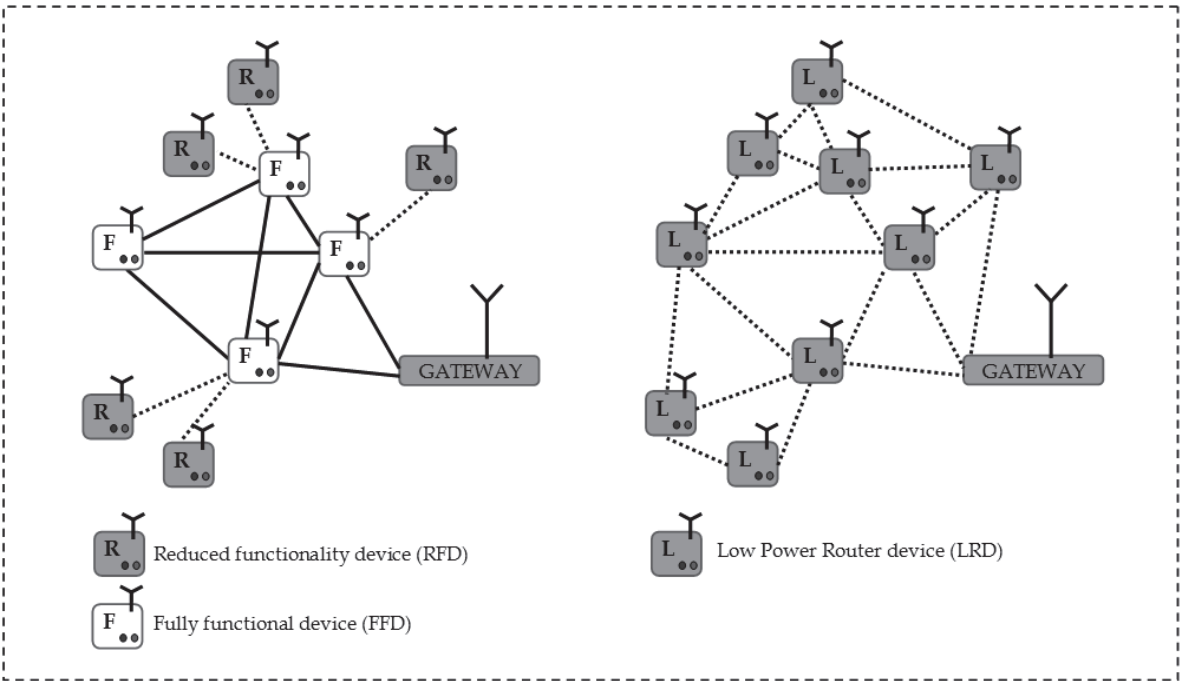 R
L
R
F
R
L
L
L
F
F
L
L
F
GATEWAY
L
GATEWAY
R
R
L
L
R Reduced functionality device (RFD)
L Low Power Router device (LRD)
F Fully functional device (FFD)